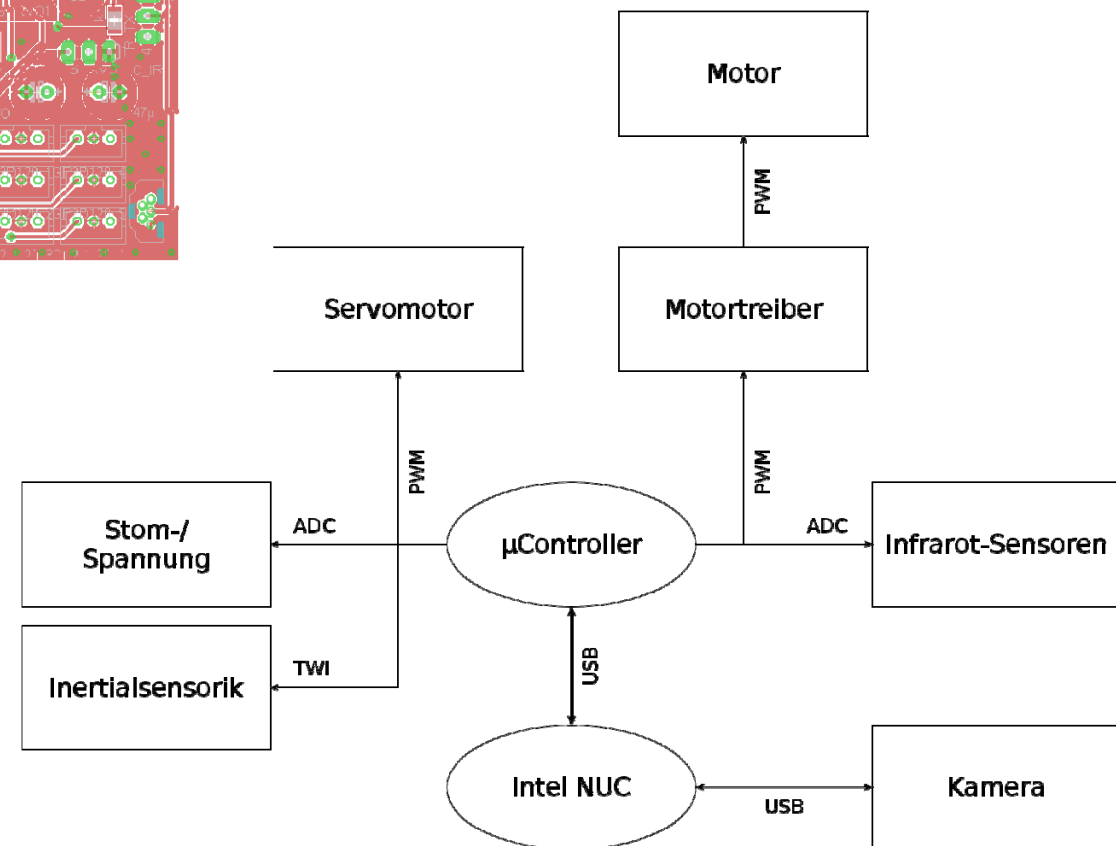 47µ
Motor
PWM
Servomotor
Motortreiber
PWM
PWM
Stom-/
Spannung
ADC
µController
ADC
Infrarot-Sensoren
Inertialsensorik
TWI
USB
Intel NUC
USB
Kamera